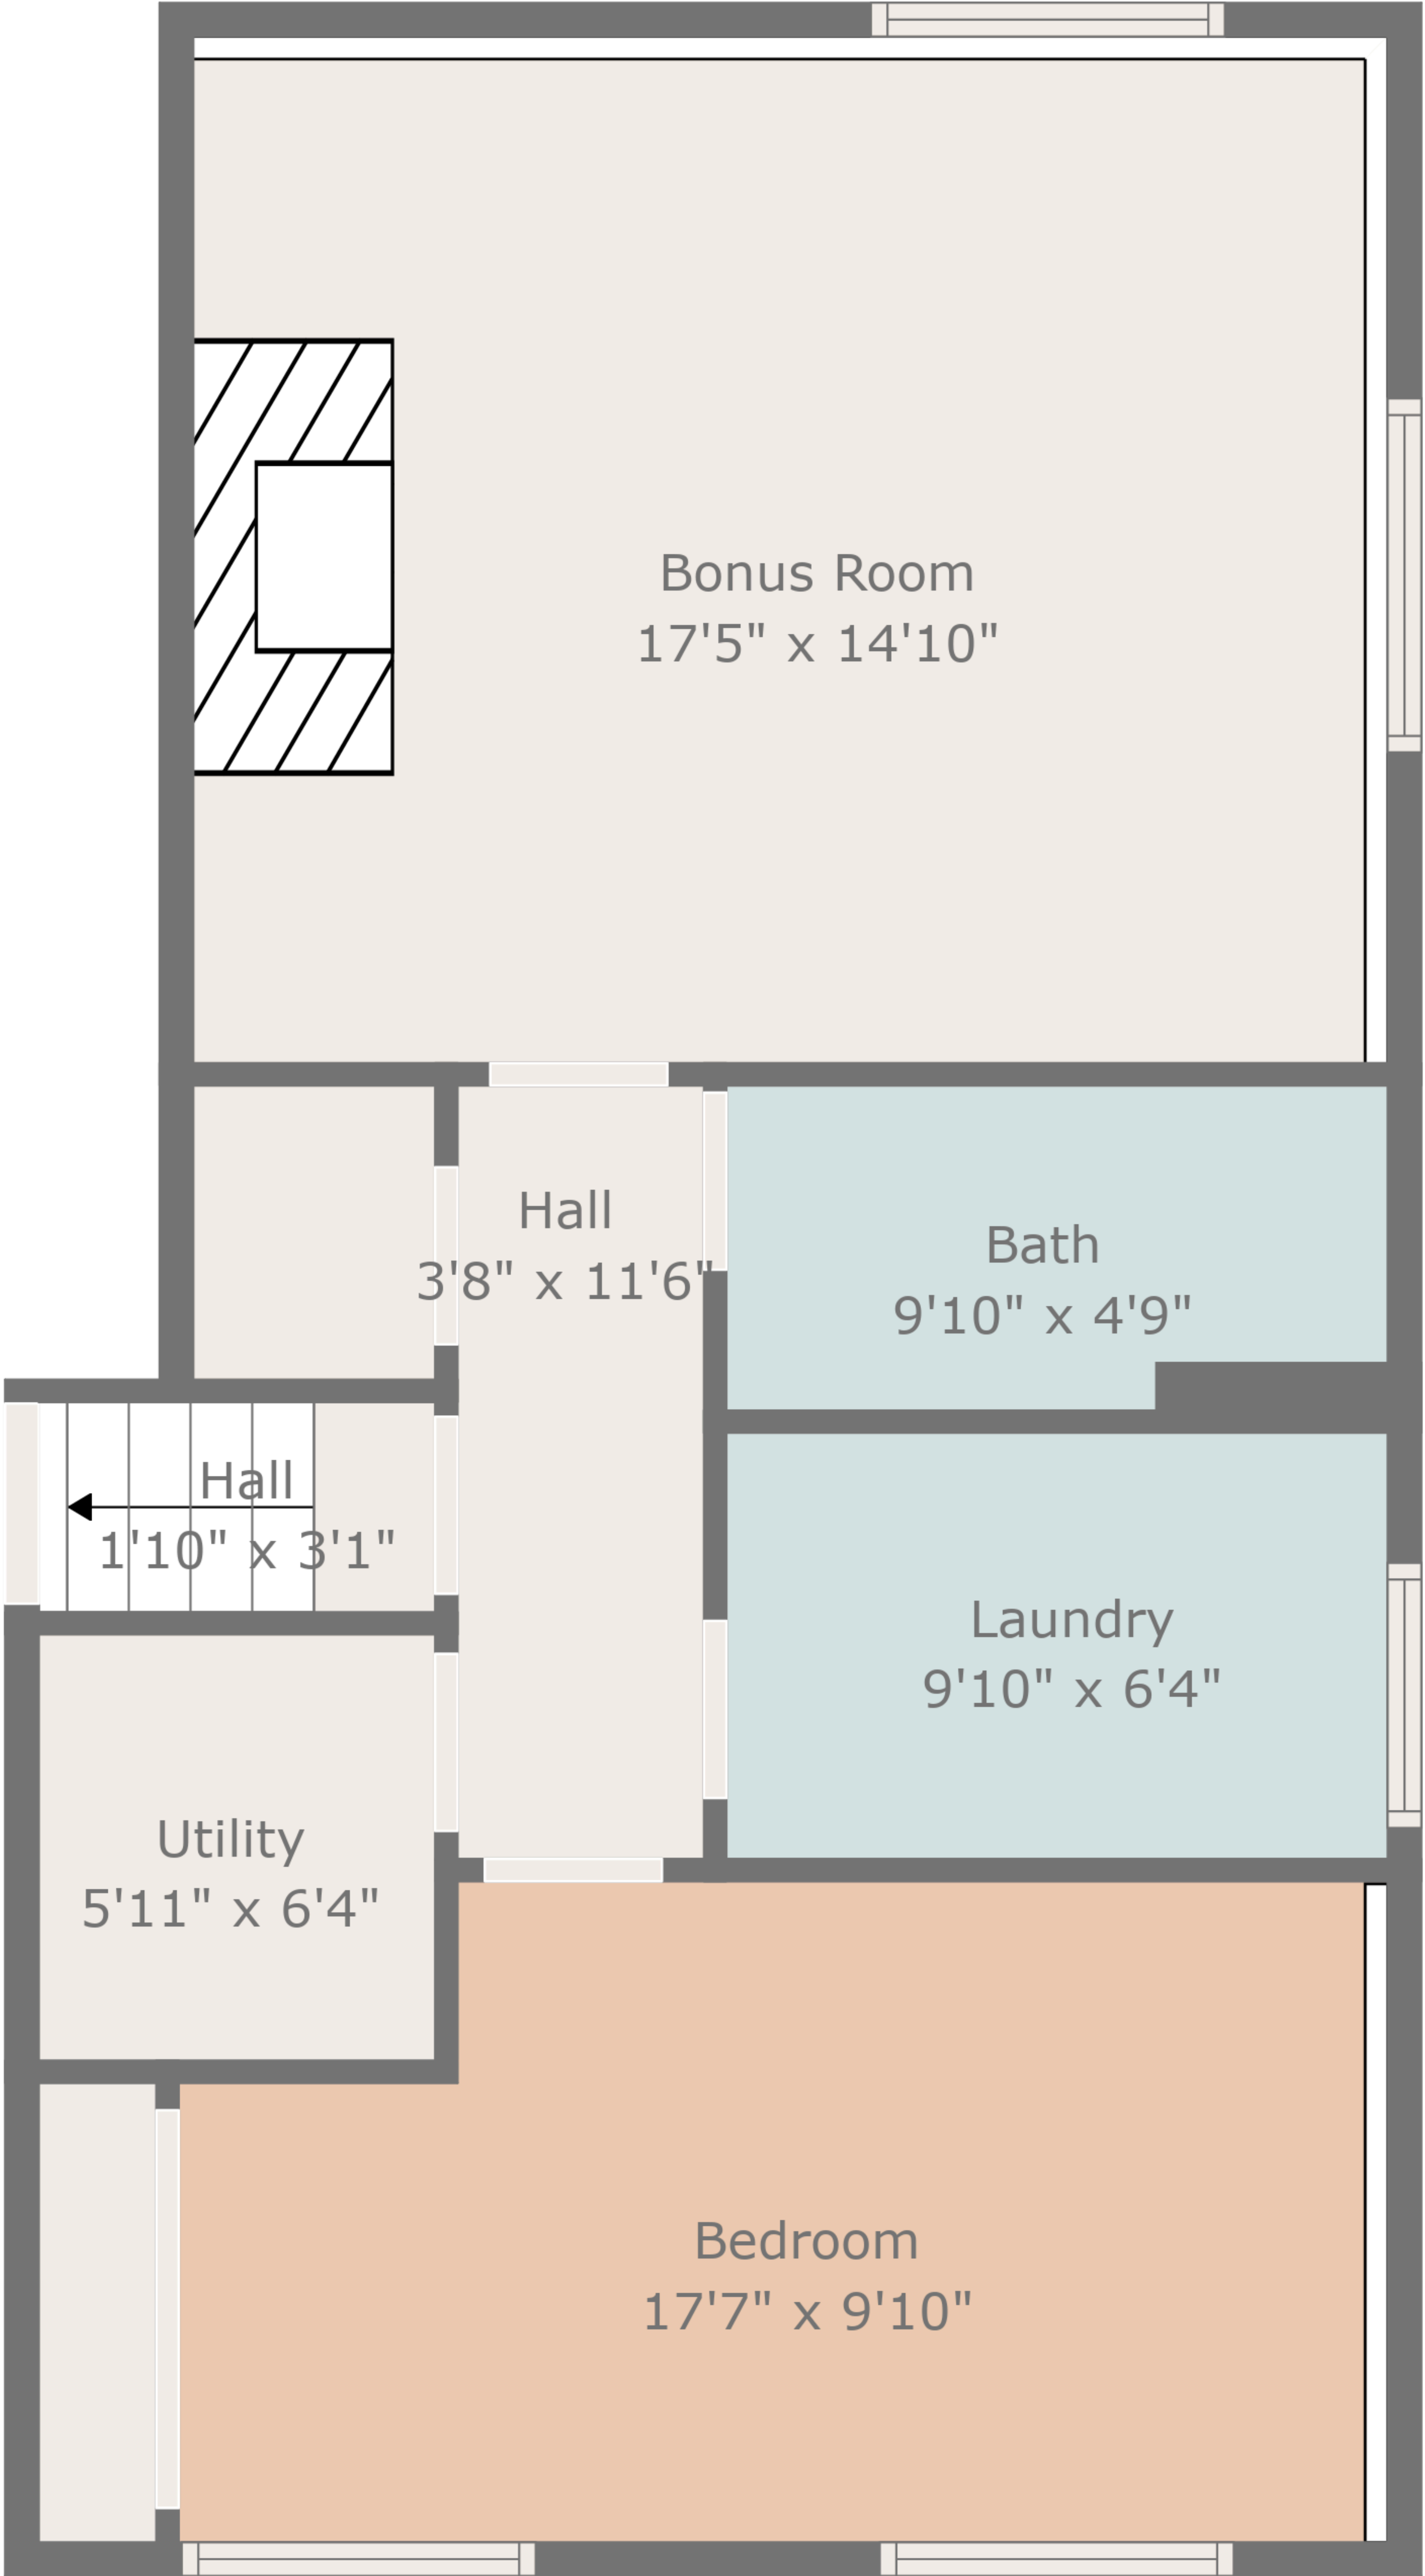 Bonus Room
17'5" x 14'10"
Hall
3'8" x 11'6"
Bath
9'10" x 4'9"
Hall
1'10" x 3'1"
Laundry
9'10" x 6'4"
Utility
5'11" x 6'4"
Bedroom
17'7" x 9'10"